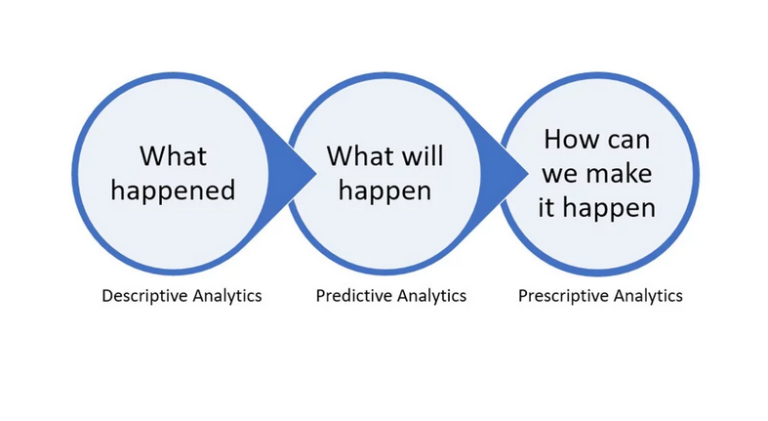 What
happened
What will
happen
How can
we make
it happen
Descriptive Analytics
Predictive Analytics
Prescriptive Analytics